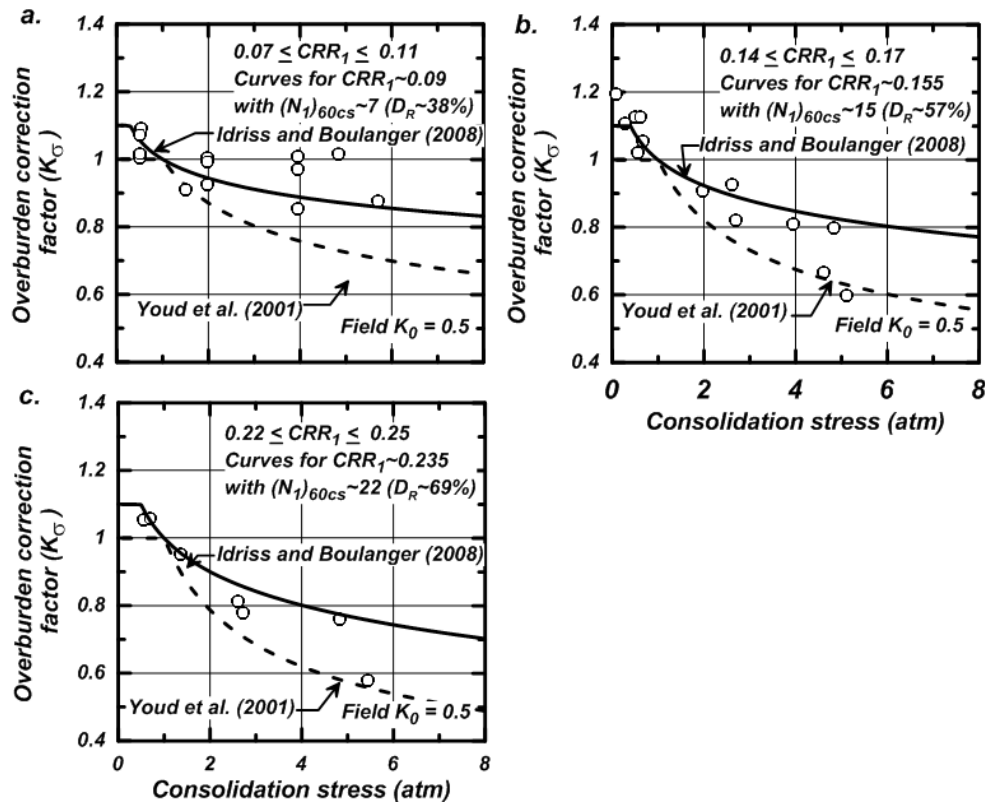 a.
1.4
1.2
1
0.8
0.6
0.4
Overburden correction
factor (Kσ)
0.07 ≤ CRR1 ≤ 0.11
Curves for CRR1~0.09
with (N1)60cs~7 (DR~38%)
Idriss and Boulanger (2008)
Youd et al. (2001)
Field K0 = 0.5
b.
1.4
1.2
1
0.8
0.6
0.4
Overburden correction
factor (Kσ)
0.14 ≤ CRR1 ≤ 0.17
Curves for CRR1~0.155
with (N1)60cs~15 (DR~57%)
Idriss and Boulanger (2008)
Youd et al. (2001)
Field K0 = 0.5
0 2 4 6 8
Consolidation stress (atm)
c.
1.4
1.2
1
0.8
0.6
0.4
Overburden correction
factor (Kσ)
0.22 ≤ CRR1 ≤ 0.25
Curves for CRR1~0.235
with (N1)60cs~22 (DR~69%)
Idriss and Boulanger (2008)
Youd et al. (2001)
Field K0 = 0.5
0 2 4 6 8
Consolidation stress (atm)